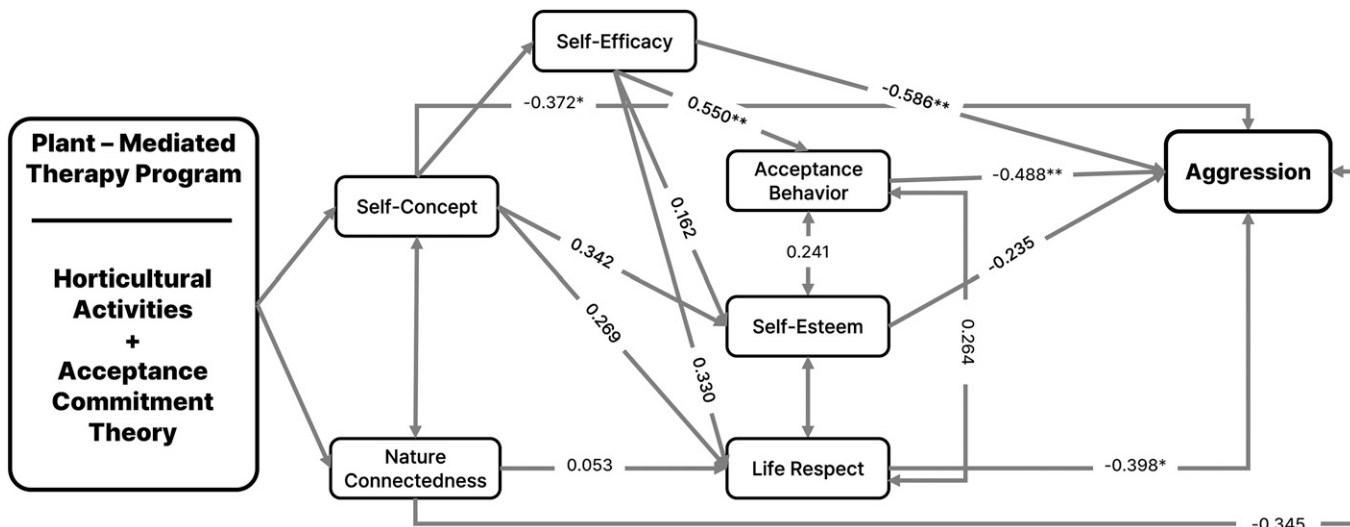 Self-Efficacy
-0.586**
-0.372*
0.550**
Plant – Mediated
Therapy Program
Horticultural
Activities
+
Acceptance
Commitment
Theory
Self-Concept
Acceptance
Behavior
-0.488**
Aggression
0.162
0.342
0.241
-0.235
0.269
Self-Esteem
0.264
0.330
Nature
Connectedness
0.053
Life Respect
-0.398*
-0.345